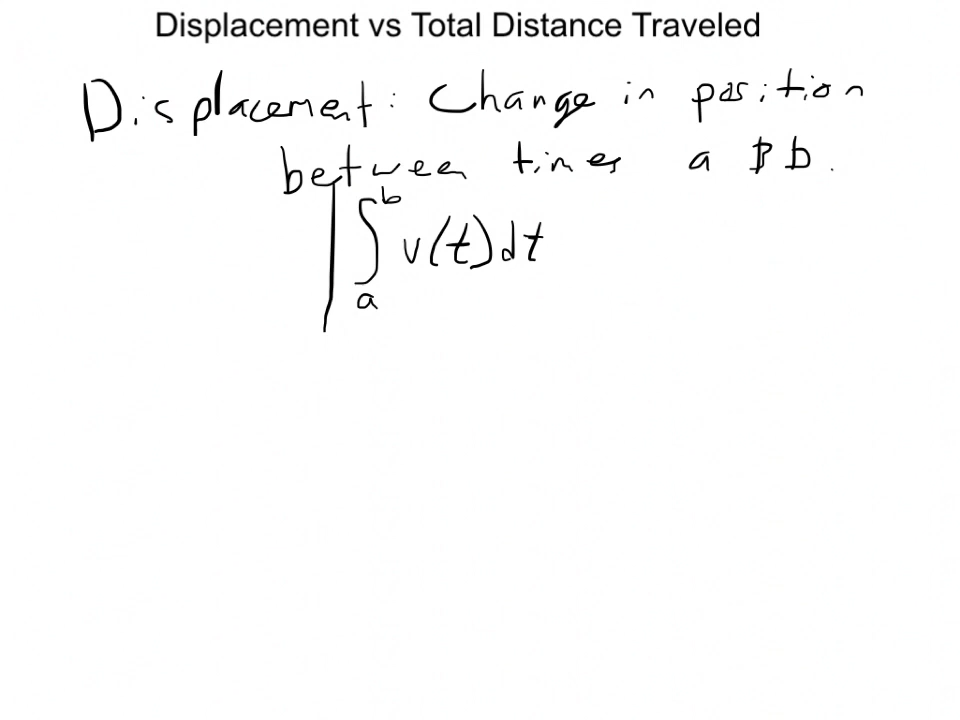 Displacement vs Total Distance Traveled
Displacement: Change in position
between times a & b.
| ∫_a^b v(t)dt